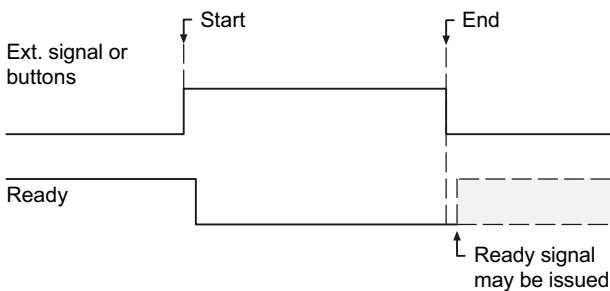 Start
End
Ext. signal or
buttons
Ready
Ready signal
may be issued